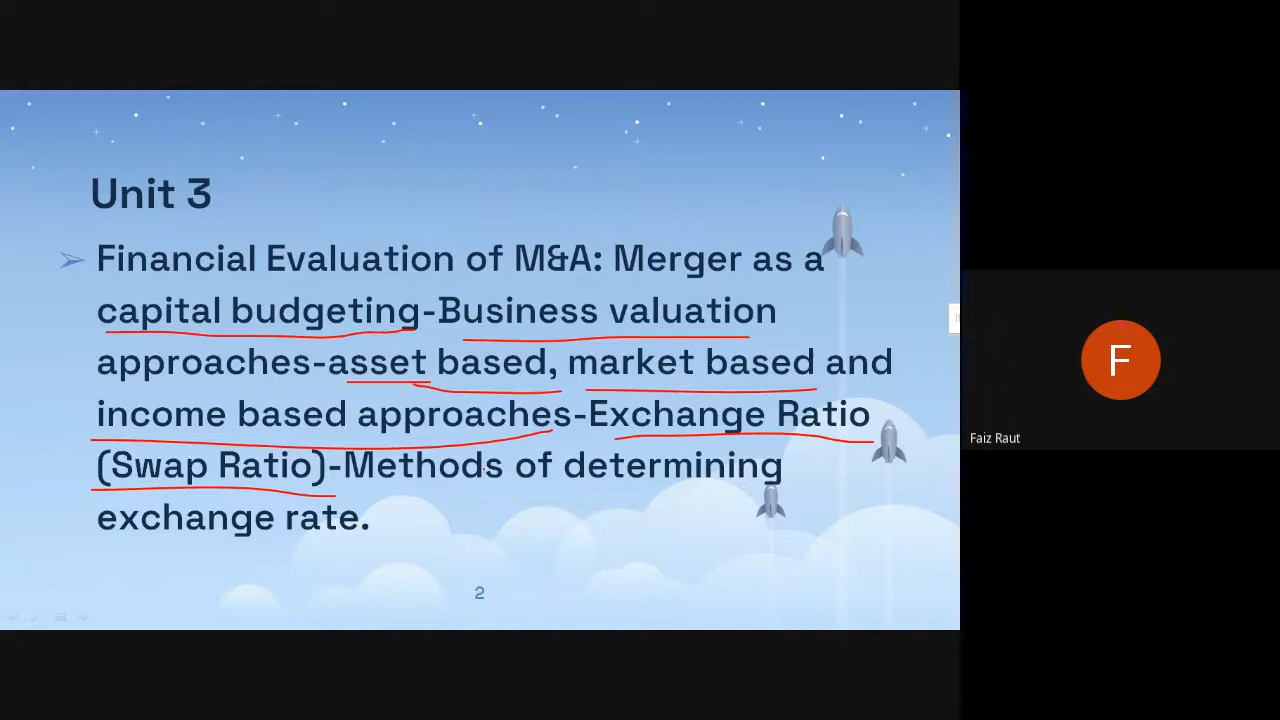 Unit 3
➢ Financial Evaluation of M&A: Merger as a
capital budgeting-Business valuation
approaches-asset based, market based and
income based approaches-Exchange Ratio
(Swap Ratio)-Methods of determining
exchange rate.
2
F
Faiz Raut